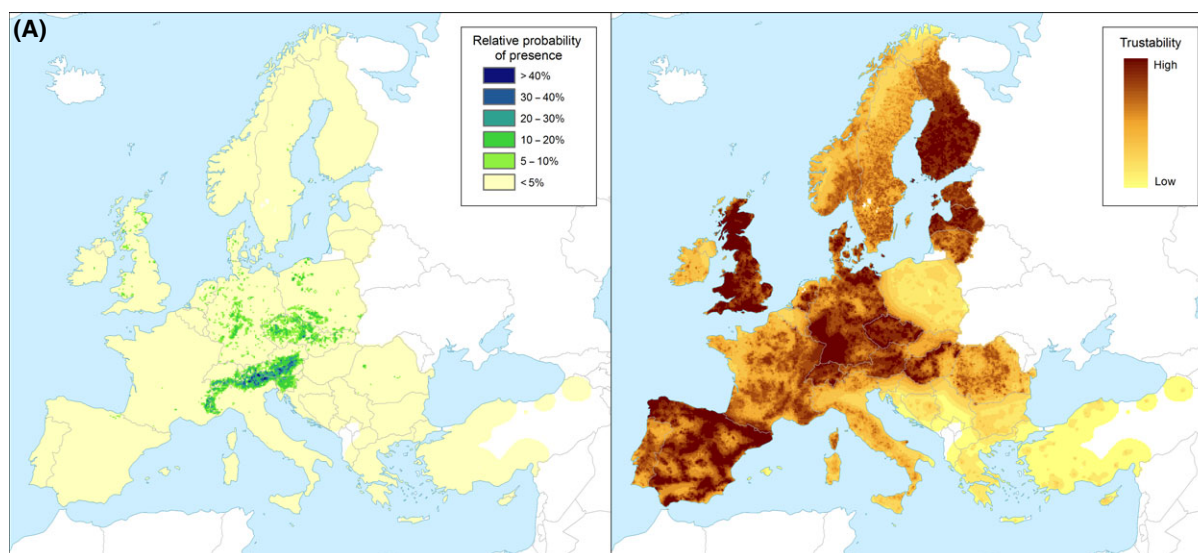 (A)
Relative probability
of presence
> 40%
30 – 40%
20 – 30%
10 – 20%
5 – 10%
< 5%
Trustability
High
Low